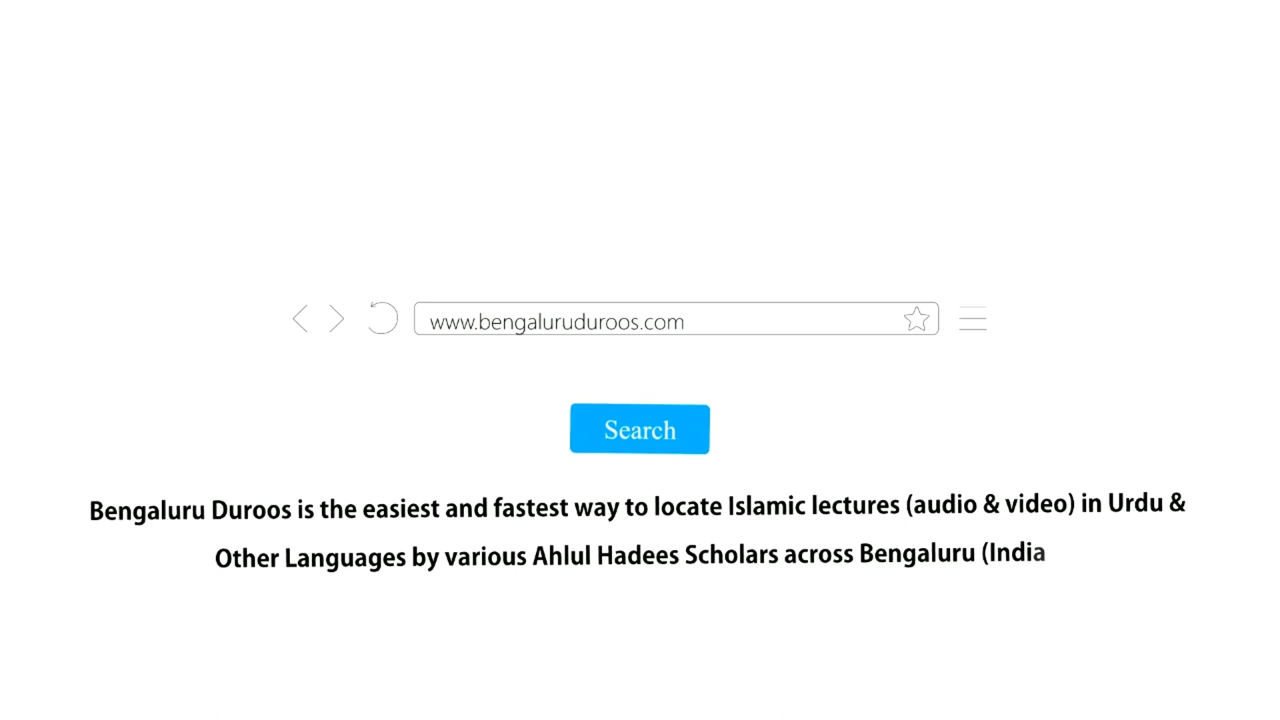 www.bengaluruduroos.com
Search
Bengaluru Duroos is the easiest and fastest way to locate Islamic lectures (audio & video) in Urdu &
Other Languages by various Ahlul Hadees Scholars across Bengaluru (India